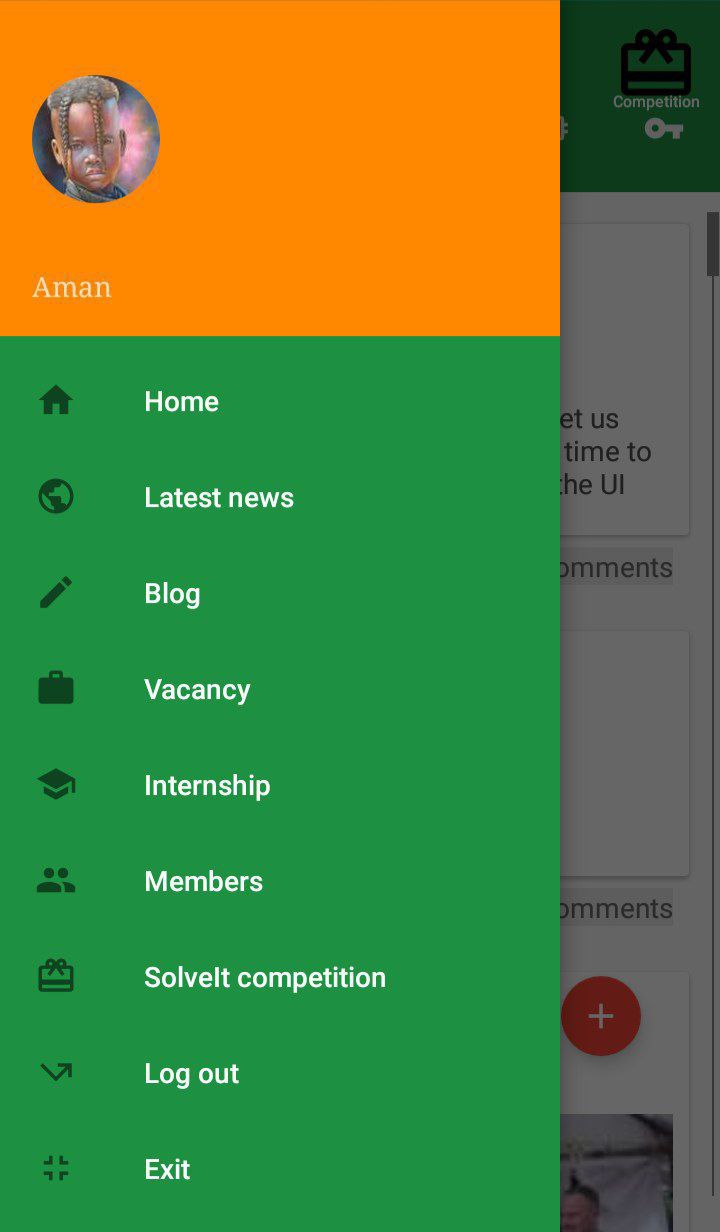 Competition
Aman
Home
Latest news
et us
time to
the UI
omments
Blog
Vacancy
Internship
Members
omments
SolveIt competition
Log out
Exit